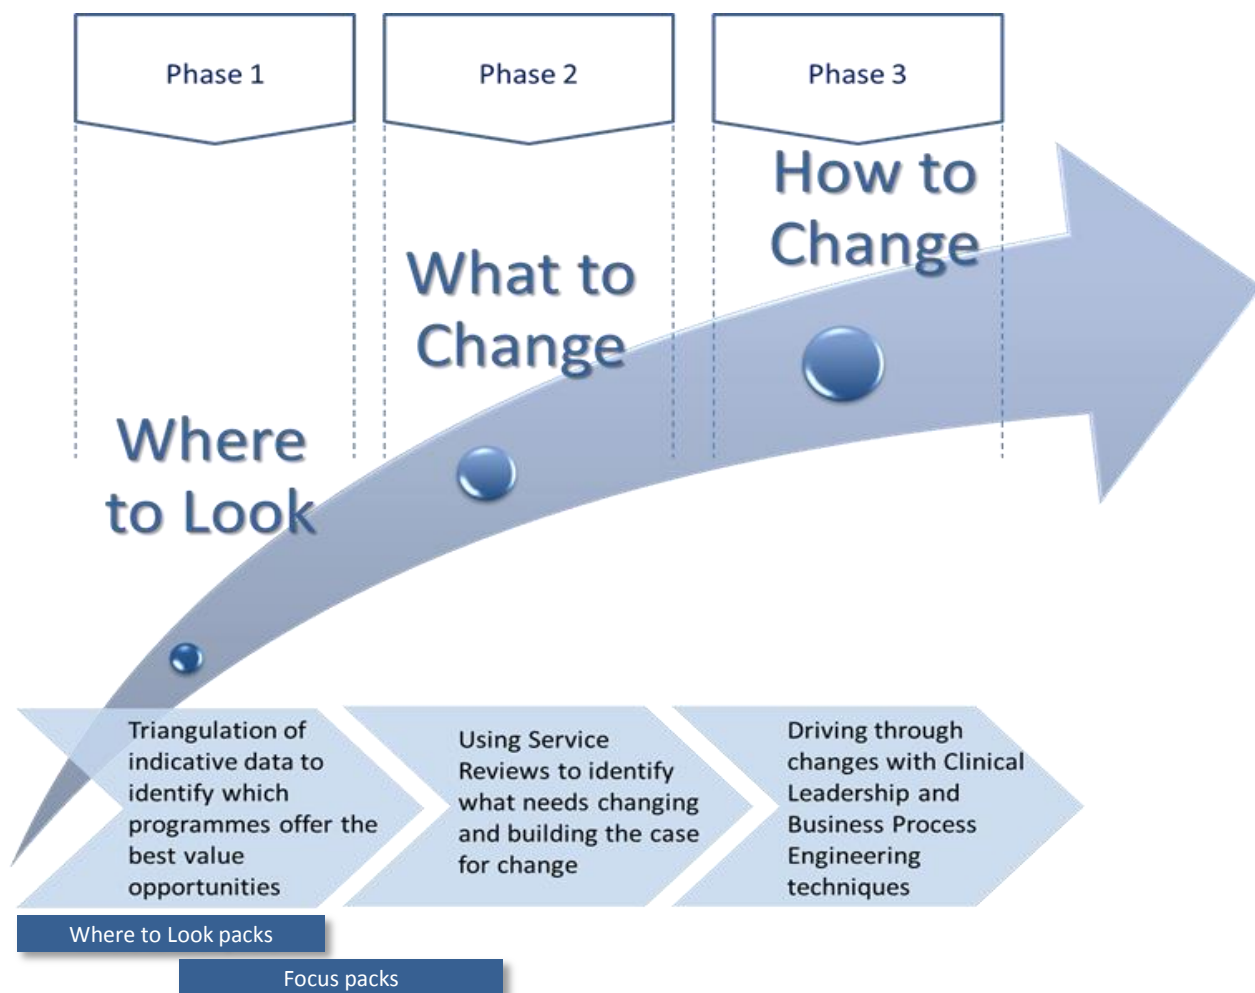 Phase 1
Phase 2
Phase 3
How to
Change
What to
Change
Where
to Look
Triangulation of
indicative data to
identify which
programmes offer the
best value
opportunities
Using Service
Reviews to identify
what needs changing
and building the case
for change
Driving through
changes with Clinical
Leadership and
Business Process
Engineering
techniques
Where to Look packs
Focus packs